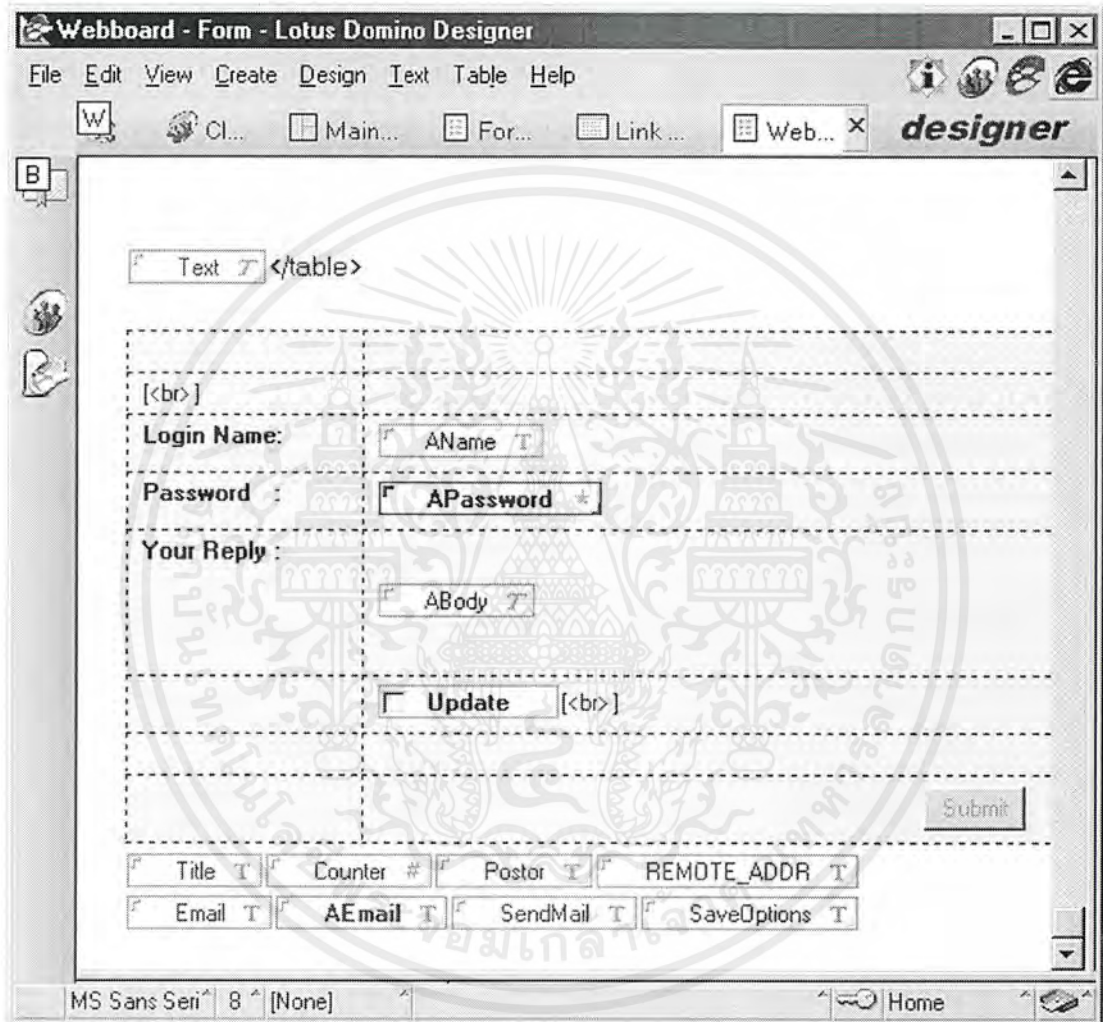 Webboard - Form - Lotus Domino Designer
File Edit View Create Design Text Table Help
W Cl... Main... For... Link ... Web... designer
B
Text T </table>
[<br>]
Login Name: AName T
Password : APassword *
Your Reply :
ABody T
Update [<br>]
Submit
Title T Counter # Postor T REMOTE_ADDR T
Email T AEmail T SendMail T SaveOptions T
MS Sans Seri 8 [None] Home